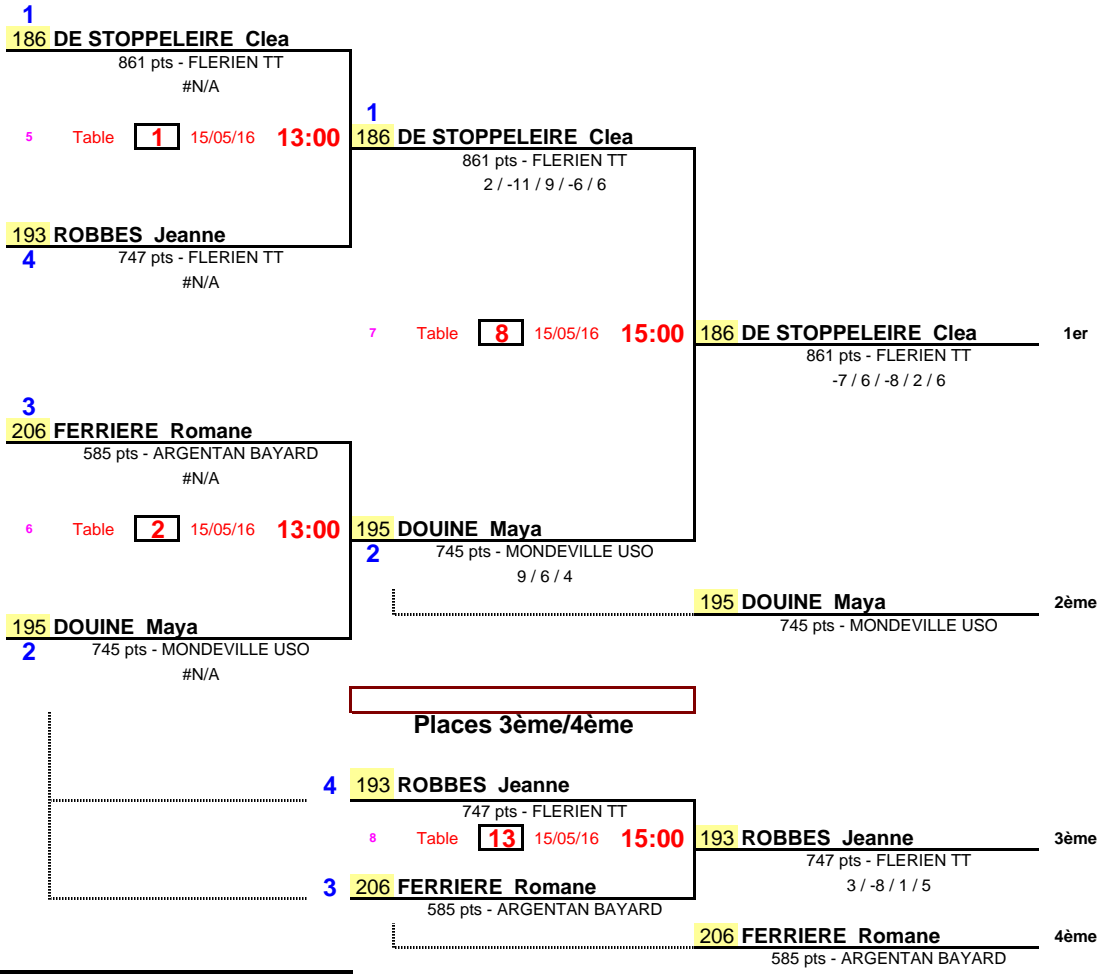 1
186 DE STOPPELEIRE Clea
861 pts - FLERIEN TT
#N/A
1
5 Table 1 15/05/16 13:00 186 DE STOPPELEIRE Clea
861 pts - FLERIEN TT
2 / -11 / 9 / -6 / 6
193 ROBBES Jeanne
4 747 pts - FLERIEN TT
#N/A
7 Table 8 15/05/16 15:00 186 DE STOPPELEIRE Clea 1er
861 pts - FLERIEN TT
-7 / 6 / -8 / 2 / 6
3
206 FERRIERE Romane
585 pts - ARGENTAN BAYARD
#N/A
6 Table 2 15/05/16 13:00 195 DOUINE Maya
2 745 pts - MONDEVILLE USO
9 / 6 / 4
195 DOUINE Maya 2ème
745 pts - MONDEVILLE USO
195 DOUINE Maya
2 745 pts - MONDEVILLE USO
#N/A
Places 3ème/4ème
4 193 ROBBES Jeanne
747 pts - FLERIEN TT
8 Table 13 15/05/16 15:00 193 ROBBES Jeanne 3ème
747 pts - FLERIEN TT
3 / -8 / 1 / 5
3 206 FERRIERE Romane
585 pts - ARGENTAN BAYARD
206 FERRIERE Romane 4ème
585 pts - ARGENTAN BAYARD